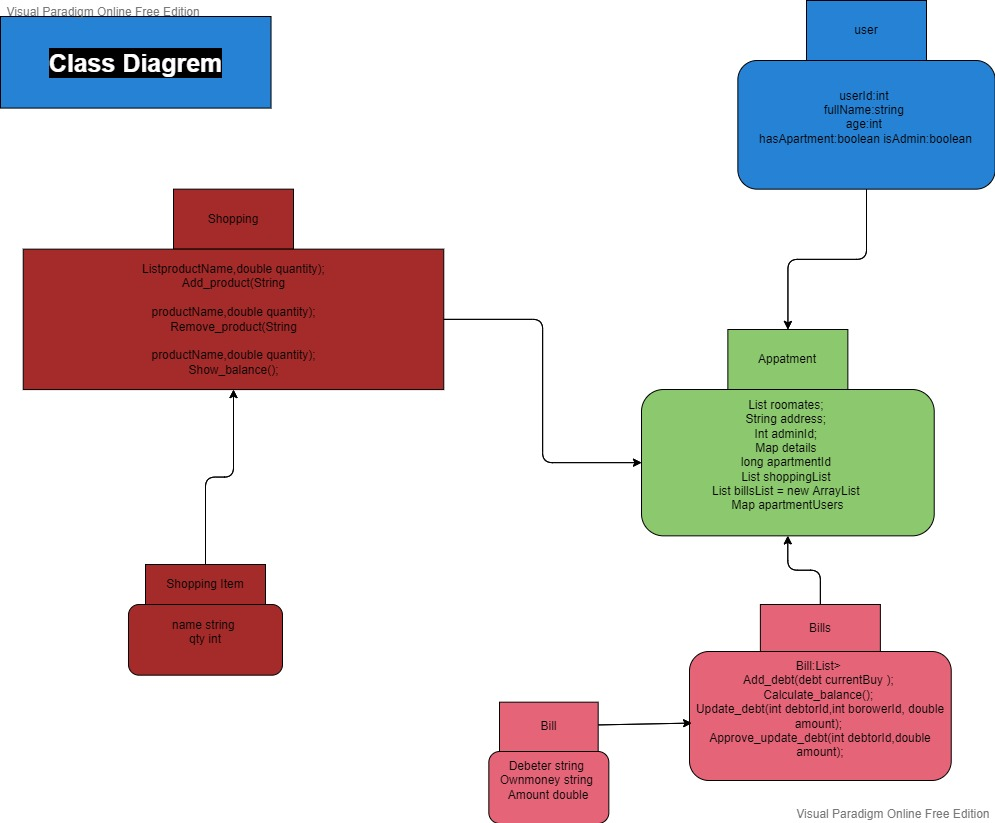 Visual Paradigm Online Free Edition
Class Diagrem
user
userId:int
fullName:string
age:int
hasApartment:boolean isAdmin:boolean
Shopping
ListproductName,double quantity);
Add_product(String
productName,double quantity);
Remove_product(String
productName,double quantity);
Show_balance();
Appatment
List roomates;
String address;
Int adminId;
Map details
long apartmentId
List shoppingList
List billsList = new ArrayList
Map apartmentUsers
Shopping Item
name string
qty int
Bills
Bill:List>
Add_debt(debt currentBuy );
Calculate_balance();
Update_debt(int debtorId,int borowerId, double
amount);
Approve_update_debt(int debtorId,double
amount);
Bill
Debeter string
Ownmoney string
Amount double
Visual Paradigm Online Free Edition